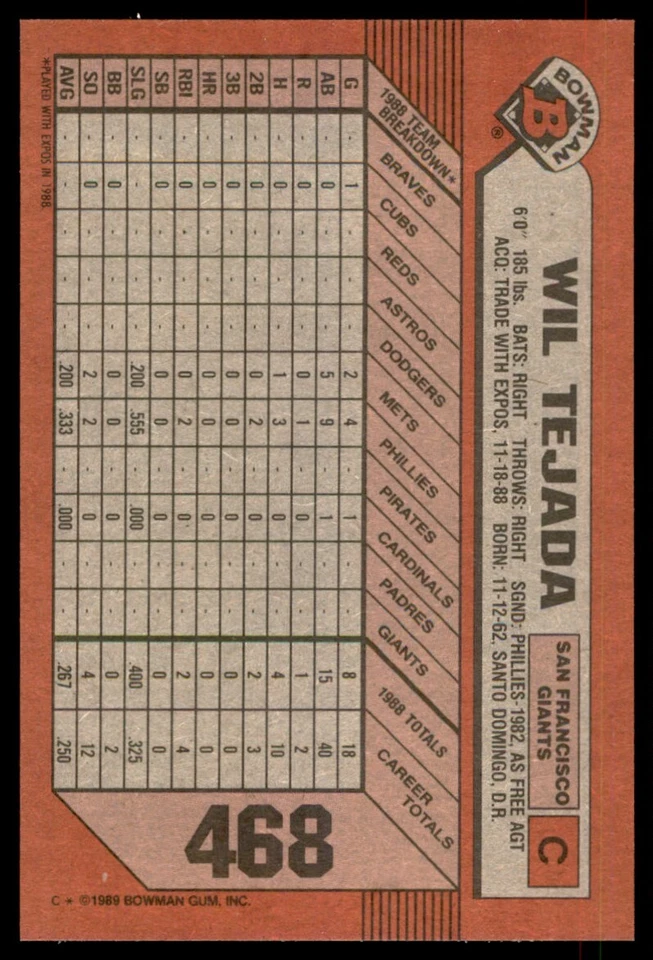 BOWMAN
B
®
WIL TEJADA
SAN FRANCISCO
GIANTS
C
6'0" 185 lbs. BATS: RIGHT THROWS: RIGHT SGND: PHILLIES-1982, AS FREE AGT
ACQ: TRADE WITH EXPOS, 11-18-88 BORN: 11-12-62, SANTO DOMINGO, D.R.
1988 TEAM
BREAKDOWN* BRAVES CUBS REDS ASTROS DODGERS METS PHILLIES PIRATES CARDINALS PADRES GIANTS 1988 TOTALS CAREER TOTALS
G - 1 - - - 2 4 - 1 - - 8 18
AB - 0 - - - 5 9 - 1 - - 15 40
R - 0 - - - 0 1 - 0 - - 1 2
H - 0 - - - 1 3 - 0 - - 4 10
2B - 0 - - - 0 2 - 0 - - 2 3
3B - 0 - - - 0 0 - 0 - - 0 0
HR - 0 - - - 0 0 - 0 - - 0 0
RBI - 0 - - - 0 2 - 0 - - 2 4
SB - 0 - - - 0 0 - 0 - - 0 0
SLG - - - - - .200 .555 - .000 - - .400 .325
BB - 0 - - - 0 0 - 0 - - 0 2
SO - 0 - - - 2 2 - 0 - - 4 12
AVG - - - - - .200 .333 - .000 - - .267 .250
*PLAYED WITH EXPOS IN 1988.
468
C * ©1989 BOWMAN GUM, INC.